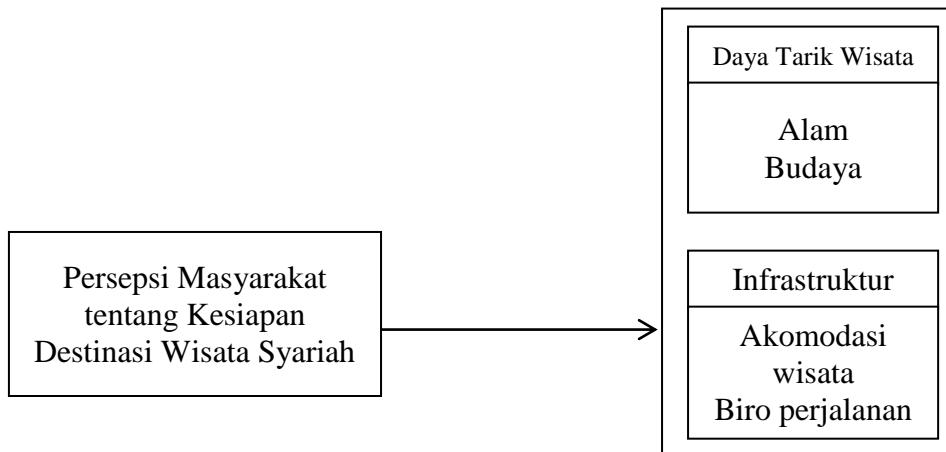 Daya Tarik Wisata
Alam
Budaya
Persepsi Masyarakat
tentang Kesiapan
Destinasi Wisata Syariah
Infrastruktur
Akomodasi
wisata
Biro perjalanan